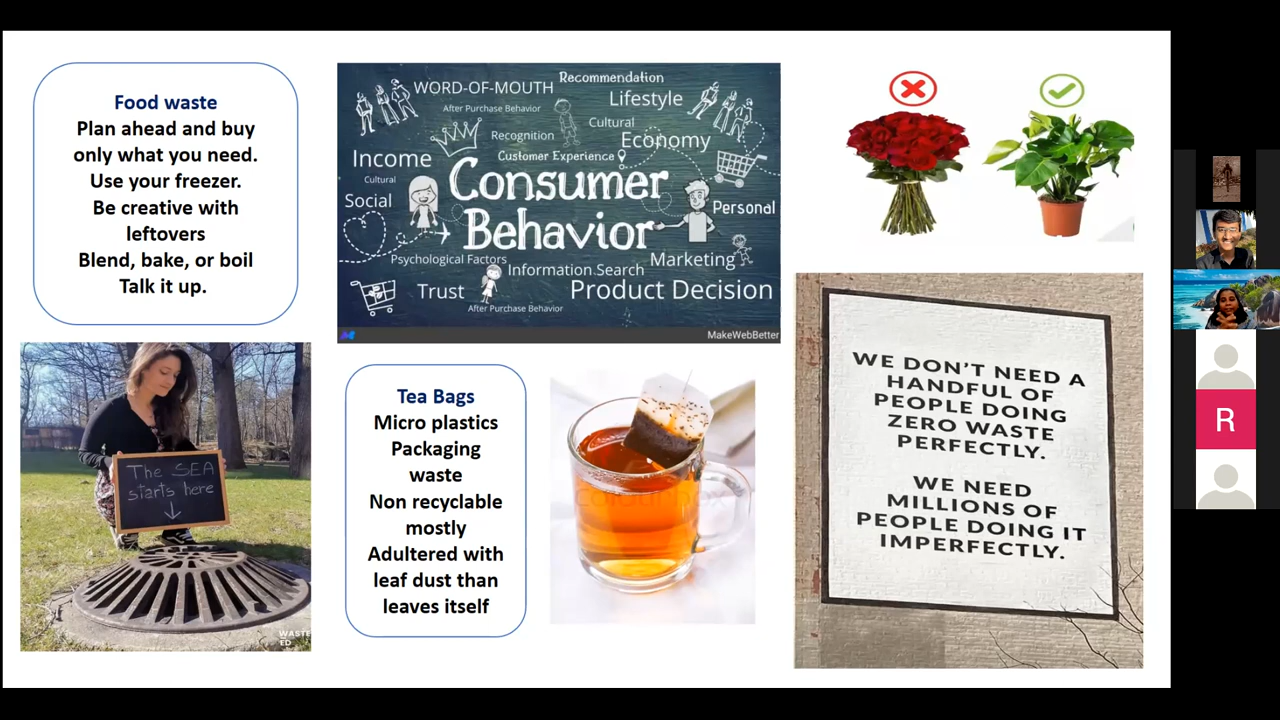 Food waste
Plan ahead and buy
only what you need.
Use your freezer.
Be creative with
leftovers
Blend, bake, or boil
Talk it up.
WORD-OF-MOUTH
Recommendation
After Purchase Behavior
Lifestyle
Cultural
Recognition
Economy
Income
Customer Experience
Cultural
Consumer
Social
Personal
Behavior
Psychological Factors
Information Search
Marketing
Trust
Product Decision
After Purchase Behavior
MakeWebBetter
The SEA
starts here
WASTE
ED
Tea Bags
Micro plastics
Packaging
waste
Non recyclable
mostly
Adultered with
leaf dust than
leaves itself
WE DON'T NEED A
HANDFUL OF
PEOPLE DOING
ZERO WASTE
PERFECTLY.
WE NEED
MILLIONS OF
PEOPLE DOING IT
IMPERFECTLY.
R